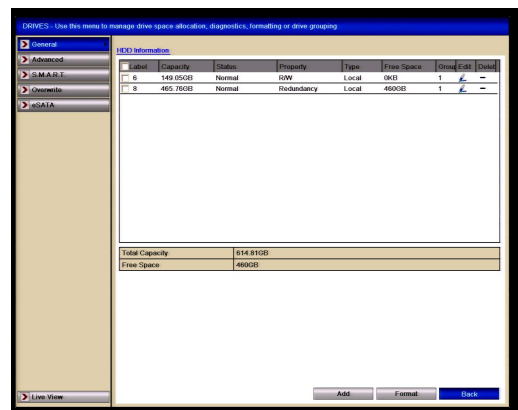 DRIVES - Use this menu to manage drive space allocation, diagnostics, formatting or drive grouping
General
Advanced
S.M.A.R.T
Overwrite
eSATA
Live View
HDD Information:
Label Capacity Status Property Type Free Space Group Edit Delet
6 149.05GB Normal R/W Local 0KB 1 –
8 465.76GB Normal Redundancy Local 460GB 1 –
Total Capacity 614.81GB
Free Space 460GB
Add Format Back